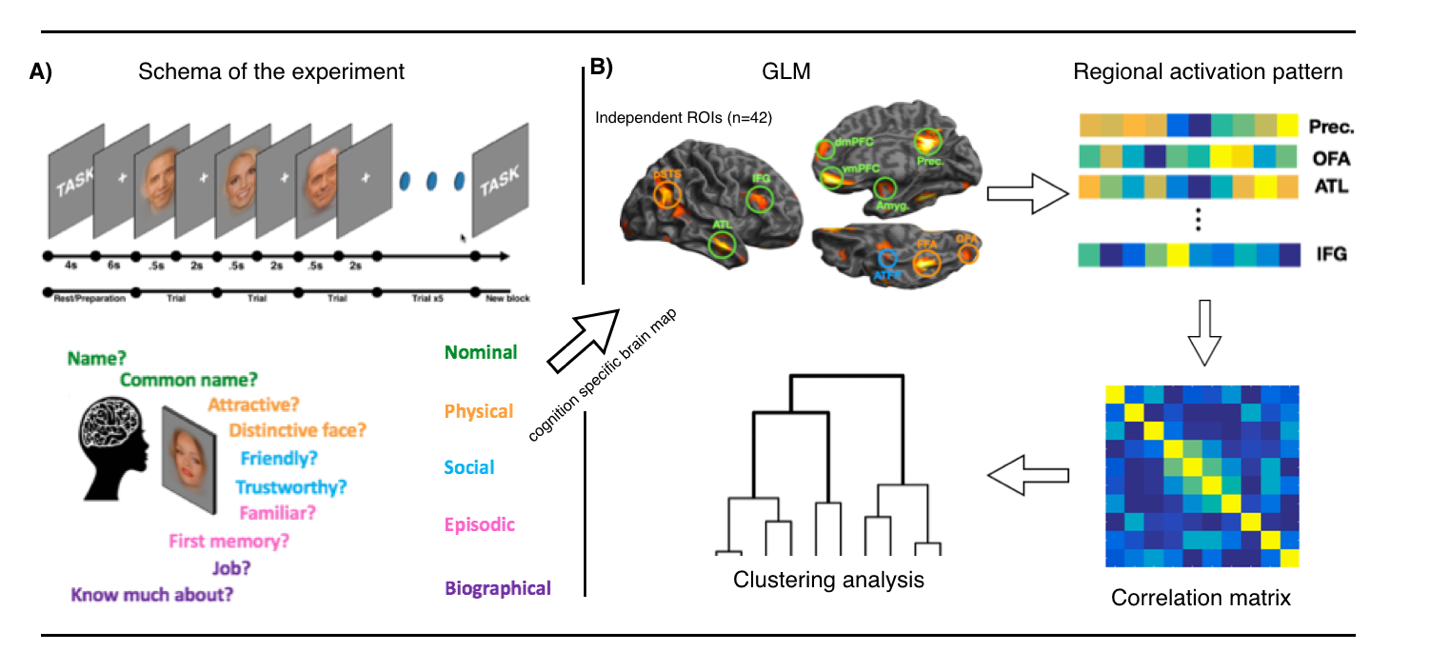 A)
Schema of the experiment
TASK
+
+
+
+
TASK
4s
6s
.5s
2s
.5s
2s
.5s
2s
Rest/Preparation
Trial
Trial
Trial
Trial x5
New block
Name?
Common name?
Attractive?
Distinctive face?
Friendly?
Trustworthy?
Familiar?
First memory?
Job?
Know much about?
Nominal
Physical
Social
Episodic
Biographical
cognition specific brain map
B)
GLM
Independent ROIs (n=42)
pSTS
IFG
ATL
dmPFC
vmPFC
Prec.
Amyg.
FFA
OFA
Regional activation pattern
Prec.
OFA
ATL
IFG
Correlation matrix
Clustering analysis